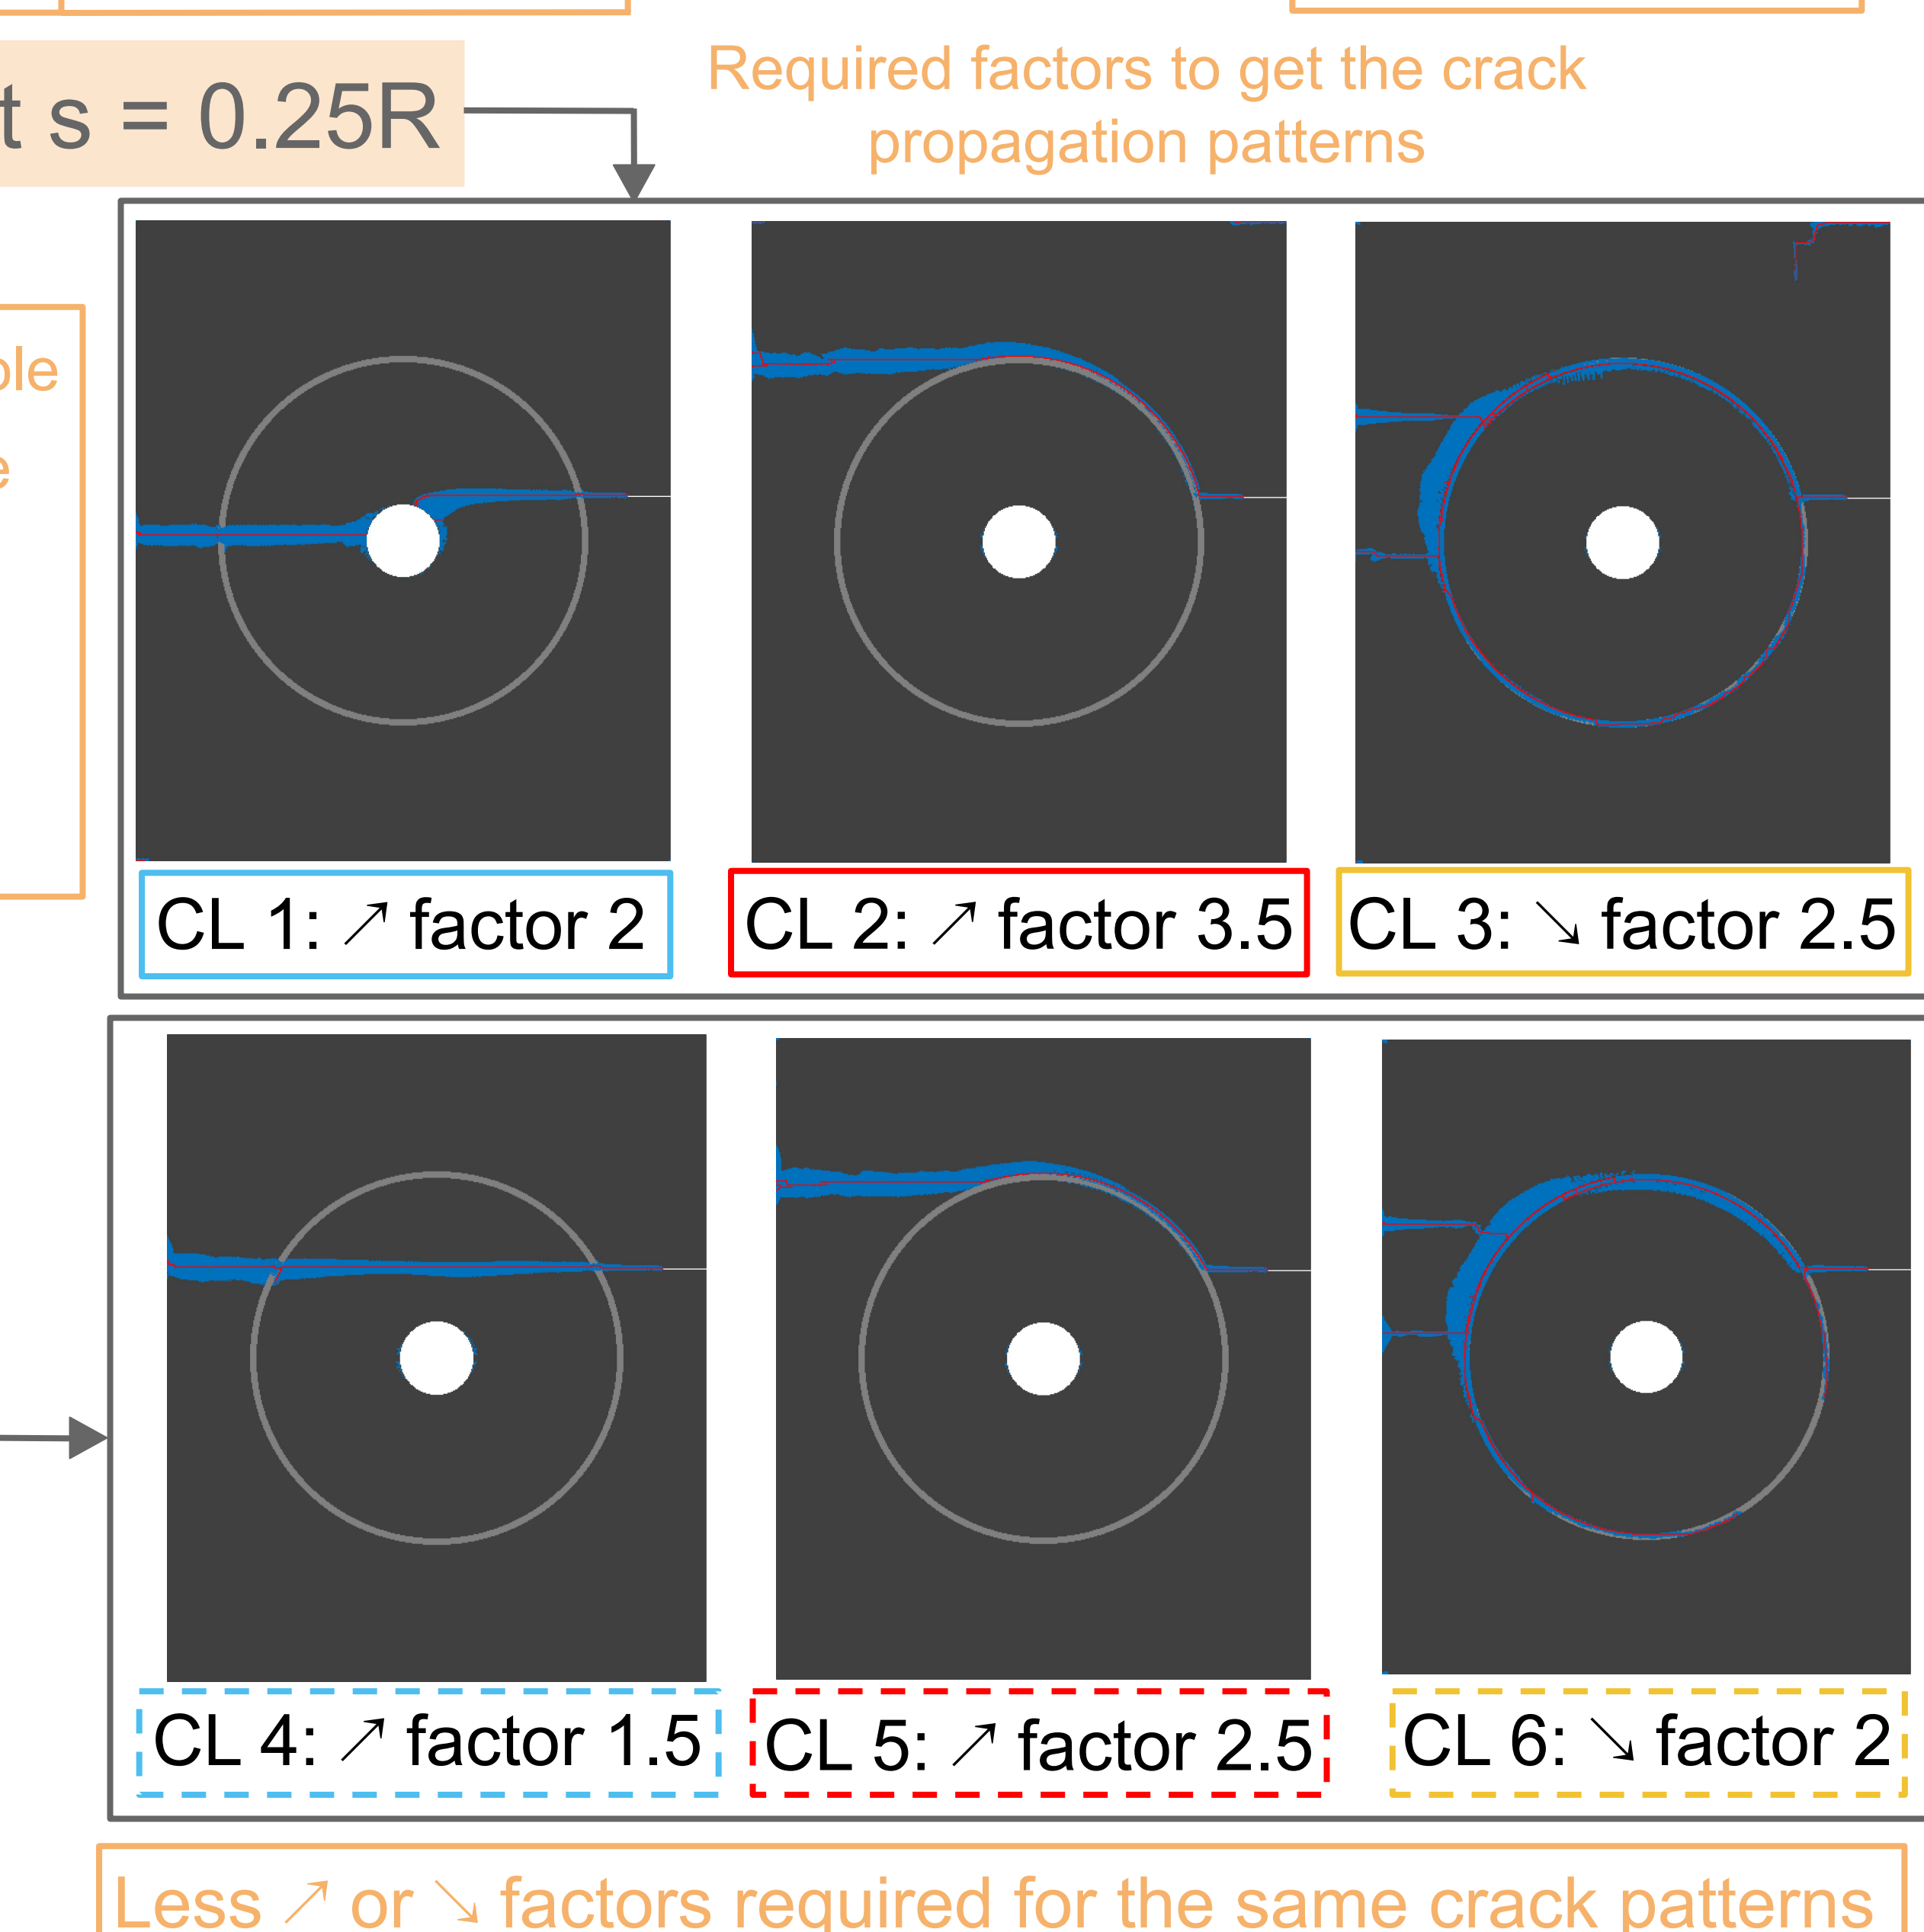 t s = 0.25R
Required factors to get the crack
propagation patterns
CL 1: ↗ factor 2
CL 2: ↗ factor 3.5
CL 3: ↘ factor 2.5
CL 4: ↗ factor 1.5
CL 5: ↗ factor 2.5
CL 6: ↘ factor 2
Less ↗ or ↘ factors required for the same crack patterns